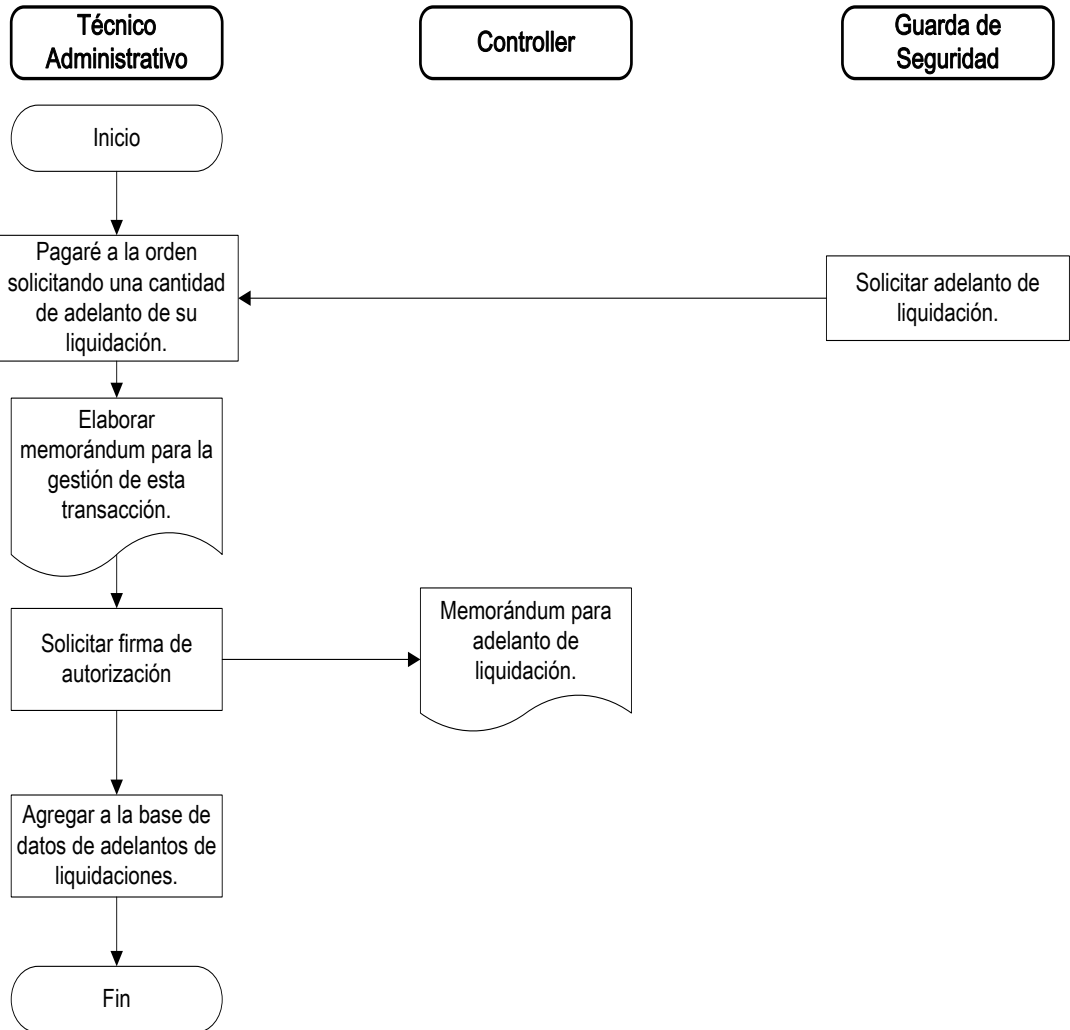 Técnico
Administrativo
Controller
Guarda de
Seguridad
Inicio
Pagaré a la orden
solicitando una cantidad
de adelanto de su
liquidación.
Solicitar adelanto de
liquidación.
Elaborar
memorándum para la
gestión de esta
transacción.
Solicitar firma de
autorización
Memorándum para
adelanto de
liquidación.
Agregar a la base de
datos de adelantos de
liquidaciones.
Fin